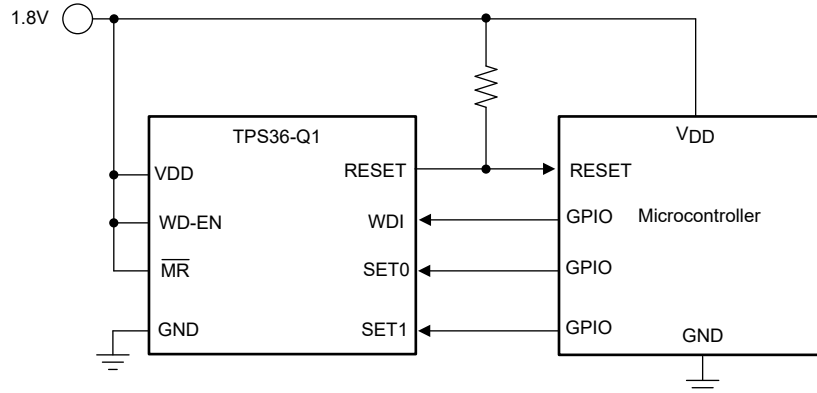 1.8V
TPS36-Q1
VDD
WD-EN
MR
GND
RESET
WDI
SET0
SET1
VDD
RESET
GPIO
Microcontroller
GPIO
GPIO
GND